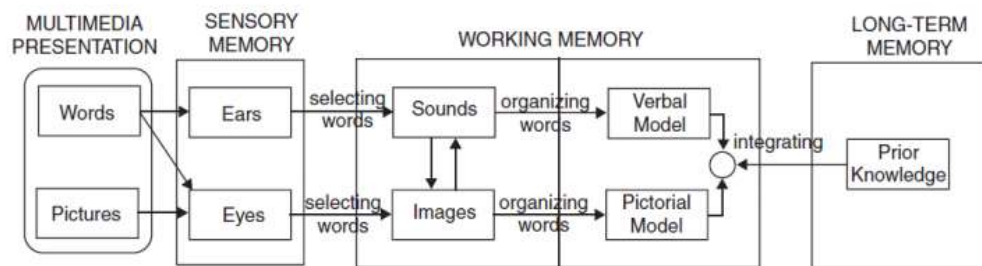 MULTIMEDIA
PRESENTATION
SENSORY
MEMORY
WORKING MEMORY
LONG-TERM
MEMORY
Words
Ears
selecting
words
Sounds
organizing
words
Verbal
Model
integrating
Prior
Knowledge
Pictures
Eyes
selecting
words
Images
organizing
words
Pictorial
Model